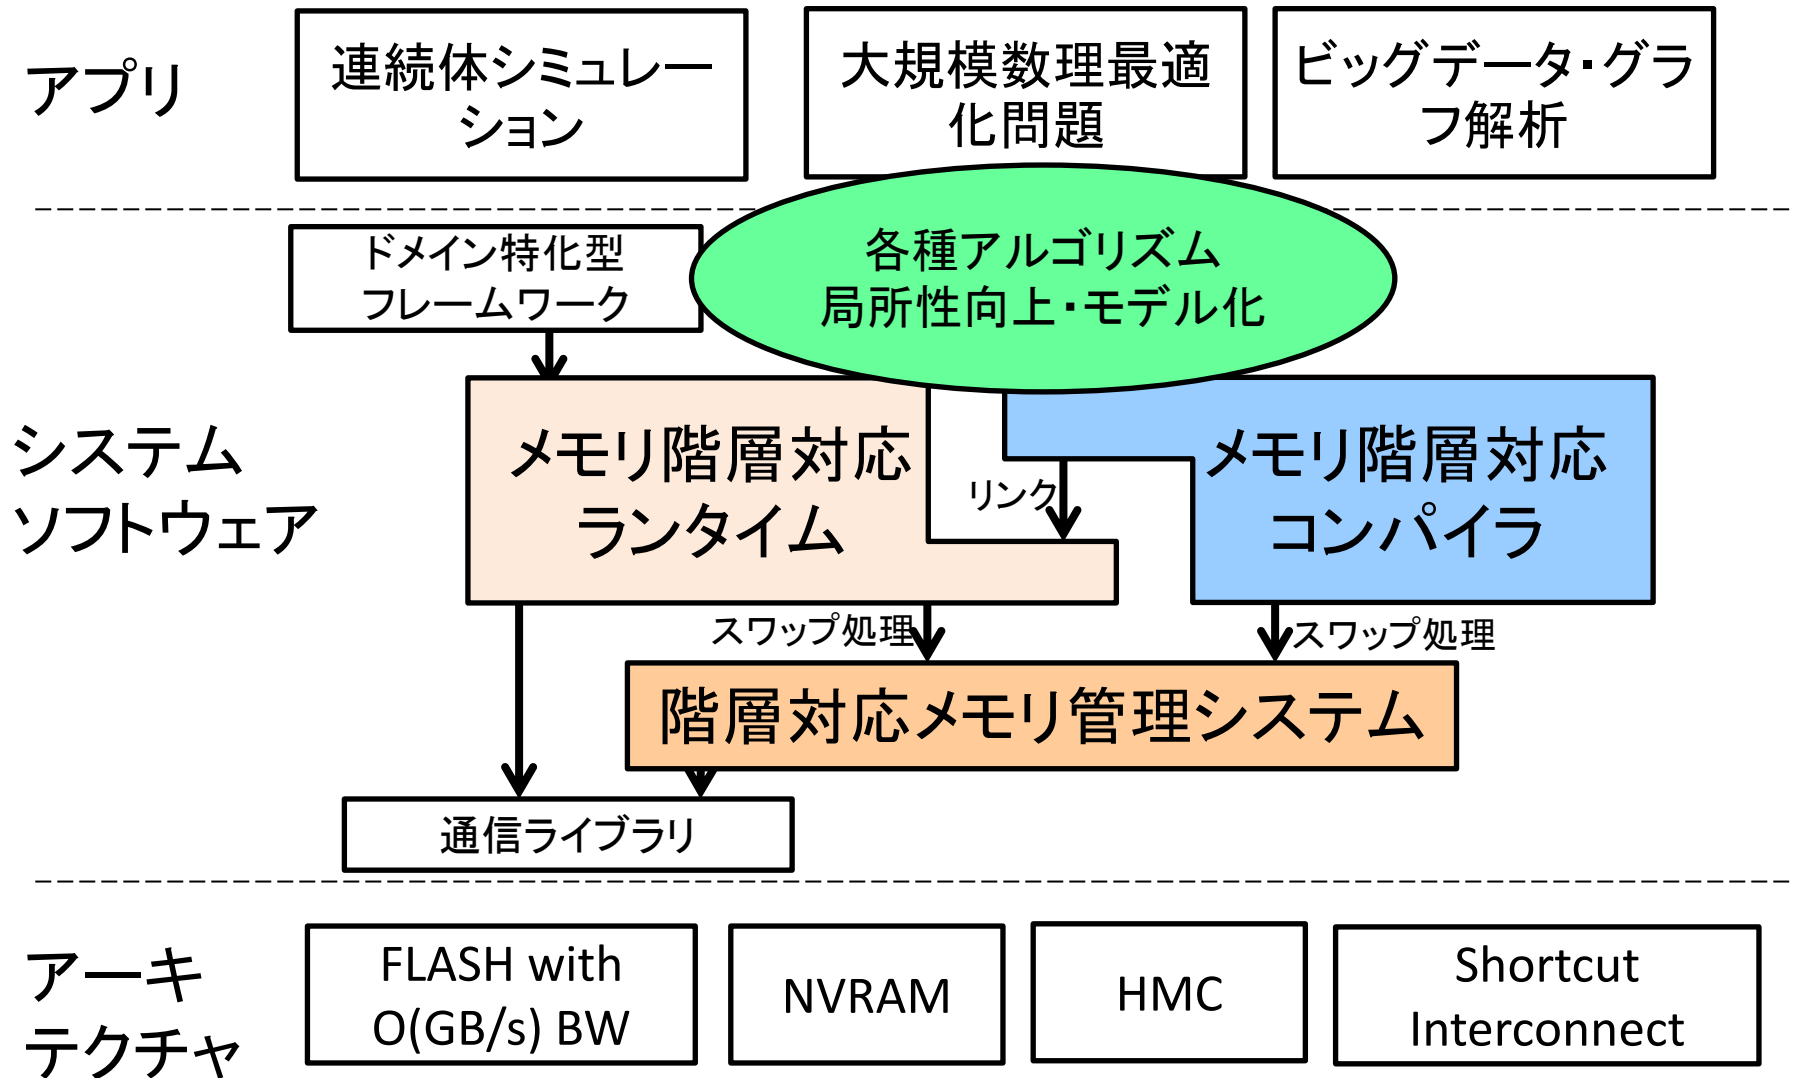 アプリ
連続体シミュレー
ション
大規模数理最適
化問題
ビッグデータ・グラ
フ解析
ドメイン特化型
フレームワーク
各種アルゴリズム
局所性向上・モデル化
システム
ソフトウェア
メモリ階層対応
ランタイム
リンク
メモリ階層対応
コンパイラ
スワップ処理
スワップ処理
階層対応メモリ管理システム
通信ライブラリ
アーキ
テクチャ
FLASH with
O(GB/s) BW
NVRAM
HMC
Shortcut
Interconnect